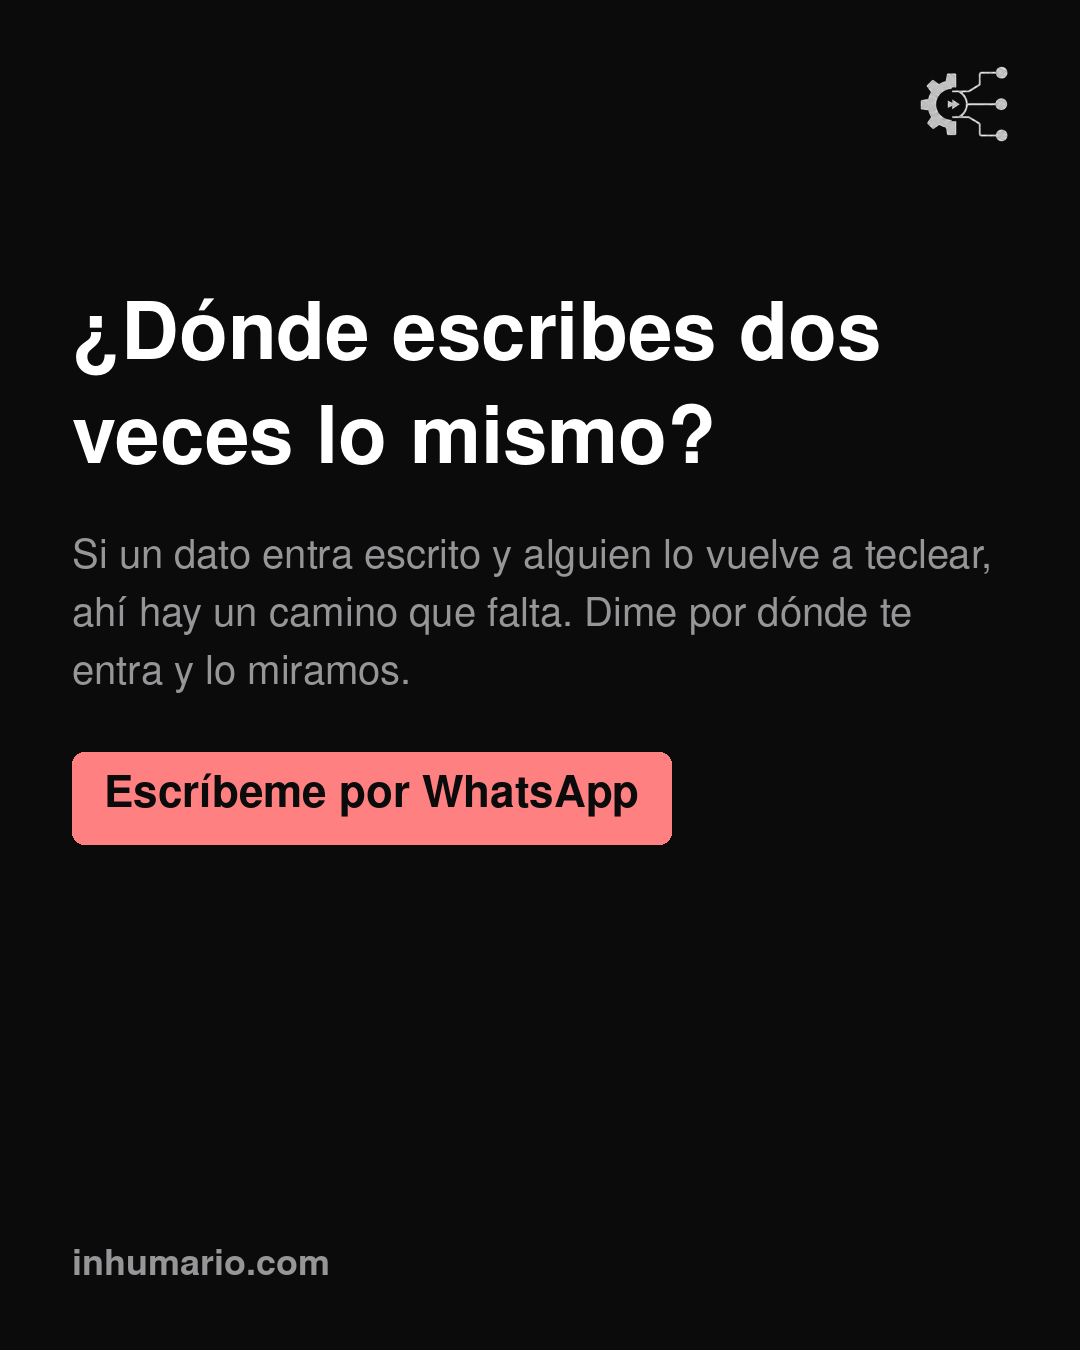 ¿Dónde escribes dos
veces lo mismo?
Si un dato entra escrito y alguien lo vuelve a teclear,
ahí hay un camino que falta. Dime por dónde te
entra y lo miramos.
Escríbeme por WhatsApp
inhumario.com